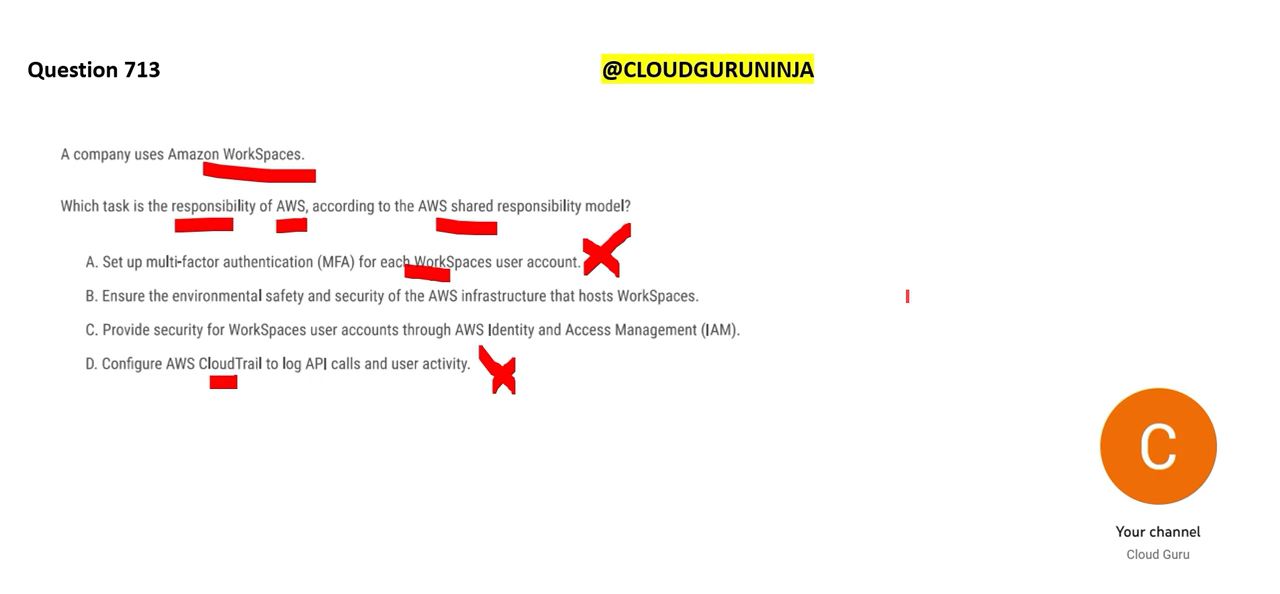 Question 713
@CLOUDGURUNINJA
A company uses Amazon WorkSpaces.
Which task is the responsibility of AWS, according to the AWS shared responsibility model?
A. Set up multi-factor authentication (MFA) for each WorkSpaces user account.
B. Ensure the environmental safety and security of the AWS infrastructure that hosts WorkSpaces.
C. Provide security for WorkSpaces user accounts through AWS Identity and Access Management (IAM).
D. Configure AWS CloudTrail to log API calls and user activity.
C
Your channel
Cloud Guru